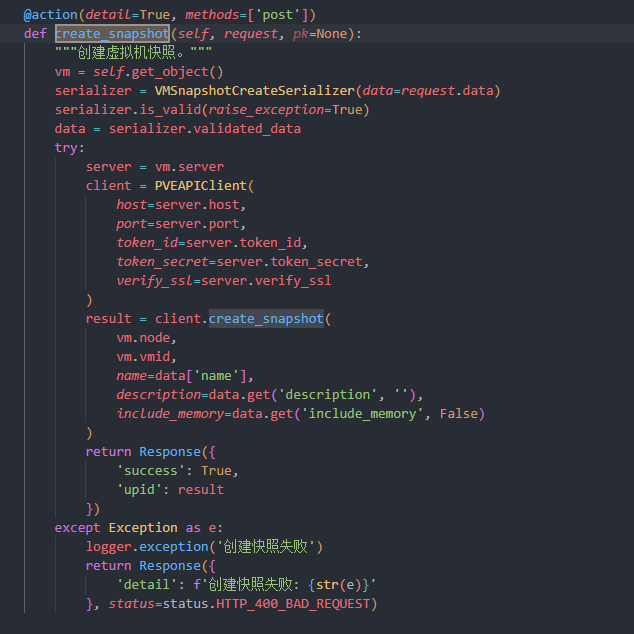 @action(detail=True, methods=['post'])
def create_snapshot(self, request, pk=None):
    """创建虚拟机快照。"""
    vm = self.get_object()
    serializer = VMSnapshotCreateSerializer(data=request.data)
    serializer.is_valid(raise_exception=True)
    data = serializer.validated_data
    try:
        server = vm.server
        client = PVEAPIClient(
            host=server.host,
            port=server.port,
            token_id=server.token_id,
            token_secret=server.token_secret,
            verify_ssl=server.verify_ssl
        )
        result = client.create_snapshot(
            vm.node,
            vm.vmid,
            name=data['name'],
            description=data.get('description', ''),
            include_memory=data.get('include_memory', False)
        )
        return Response({
            'success': True,
            'upid': result
        })
    except Exception as e:
        logger.exception('创建快照失败')
        return Response({
            'detail': f'创建快照失败: {str(e)}'
        }, status=status.HTTP_400_BAD_REQUEST)